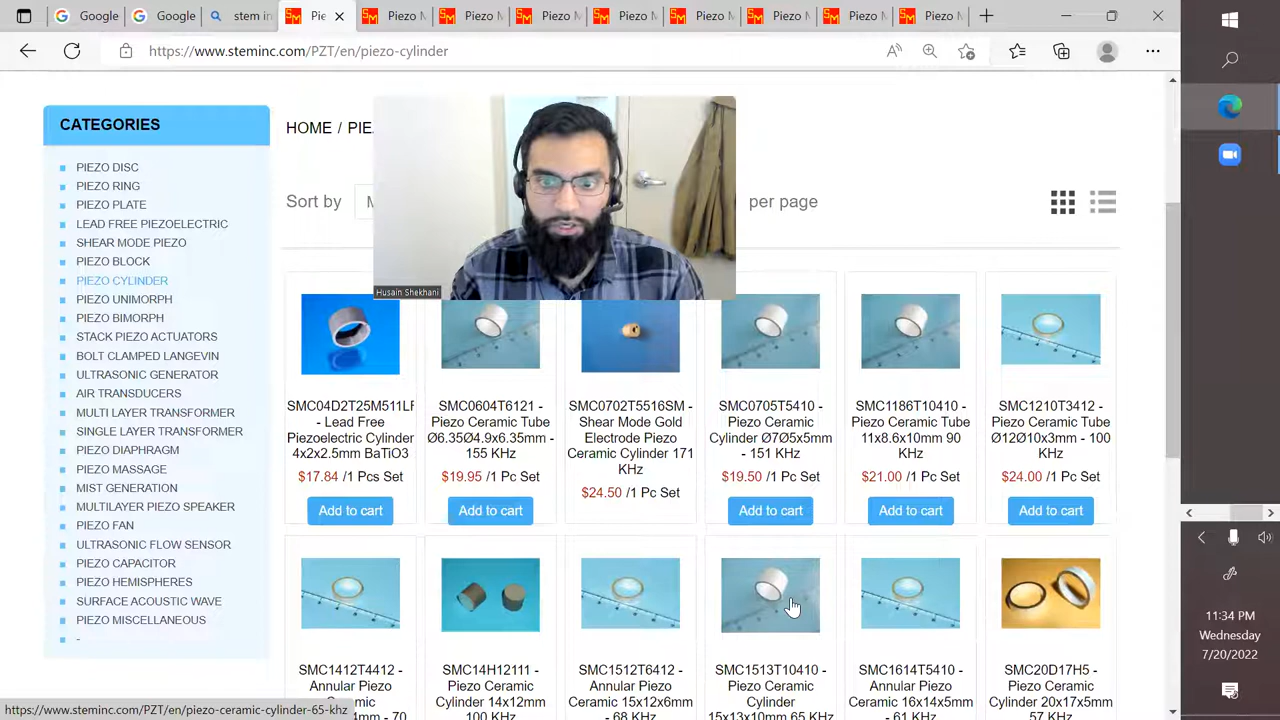 Google
Google
stem in
Pie
Piezo M
Piezo M
Piezo M
Piezo M
Piezo M
Piezo M
Piezo M
Piezo M
https://www.steminc.com/PZT/en/piezo-cylinder
CATEGORIES
PIEZO DISC
PIEZO RING
PIEZO PLATE
LEAD FREE PIEZOELECTRIC
SHEAR MODE PIEZO
PIEZO BLOCK
PIEZO CYLINDER
PIEZO UNIMORPH
PIEZO BIMORPH
STACK PIEZO ACTUATORS
BOLT CLAMPED LANGEVIN
ULTRASONIC GENERATOR
AIR TRANSDUCERS
MULTI LAYER TRANSFORMER
SINGLE LAYER TRANSFORMER
PIEZO DIAPHRAGM
PIEZO MASSAGE
MIST GENERATION
MULTILAYER PIEZO SPEAKER
PIEZO FAN
ULTRASONIC FLOW SENSOR
PIEZO CAPACITOR
PIEZO HEMISPHERES
SURFACE ACOUSTIC WAVE
PIEZO MISCELLANEOUS
-
HOME / PIEZ
Sort by
per page
Husain Shekhani
SMC04D2T25M511LF
- Lead Free
Piezoelectric Cylinder
4x2x2.5mm BaTiO3
$17.84 /1 Pcs Set
Add to cart
SMC0604T6121 -
Piezo Ceramic Tube
Ø6.35Ø4.9x6.35mm -
155 KHz
$19.95 /1 Pc Set
Add to cart
SMC0702T5516SM -
Shear Mode Gold
Electrode Piezo
Ceramic Cylinder 171
KHz
$24.50 /1 Pc Set
SMC0705T5410 -
Piezo Ceramic
Cylinder Ø7Ø5x5mm
- 151 KHz
$19.50 /1 Pc Set
Add to cart
SMC1186T10410 -
Piezo Ceramic Tube
11x8.6x10mm 90
KHz
$21.00 /1 Pc Set
Add to cart
SMC1210T3412 -
Piezo Ceramic Tube
Ø12Ø10x3mm - 100
KHz
$24.00 /1 Pc Set
Add to cart
SMC1412T4412 -
Annular Piezo
4mm - 70
SMC14H12111 -
Piezo Ceramic
Cylinder 14x12mm
100 KHz
SMC1512T6412 -
Annular Piezo
Ceramic 15x12x6mm
- 68 KHz
SMC1513T10410 -
Piezo Ceramic
Cylinder
15x13x10mm 65 KHz
SMC1614T5410 -
Annular Piezo
Ceramic 16x14x5mm
- 61 KHz
SMC20D17H5 -
Piezo Ceramic
Cylinder 20x17x5mm
57 KHz
https://www.steminc.com/PZT/en/piezo-ceramic-cylinder-65-khz
11:34 PM
Wednesday
7/20/2022